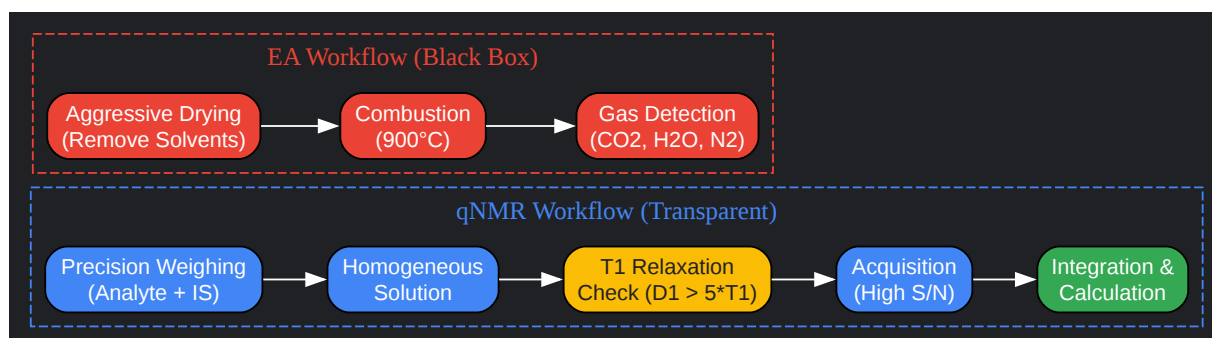 EA Workflow (Black Box)
Aggressive Drying
(Remove Solvents)
Combustion
(900°C)
Gas Detection
(CO2, H2O, N2)
qNMR Workflow (Transparent)
Precision Weighing
(Analyte + IS)
Homogeneous
Solution
T1 Relaxation
Check (D1 > 5*T1)
Acquisition
(High S/N)
Integration &
Calculation